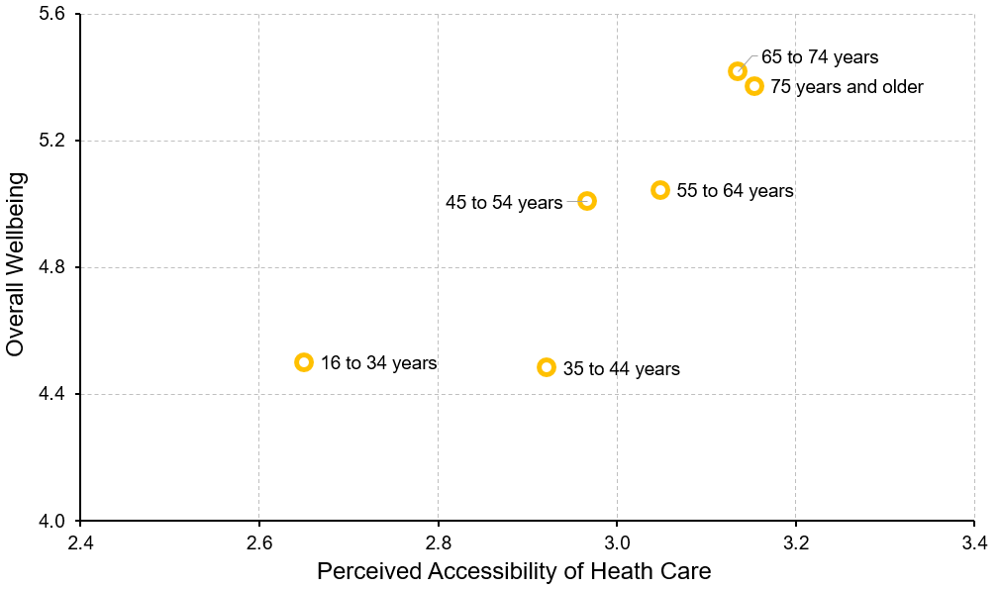 5.6
65 to 74 years
75 years and older
5.2
55 to 64 years
45 to 54 years
Overall Wellbeing
4.8
16 to 34 years
35 to 44 years
4.4
4.0
2.4 2.6 2.8 3.0 3.2 3.4
Perceived Accessibility of Heath Care